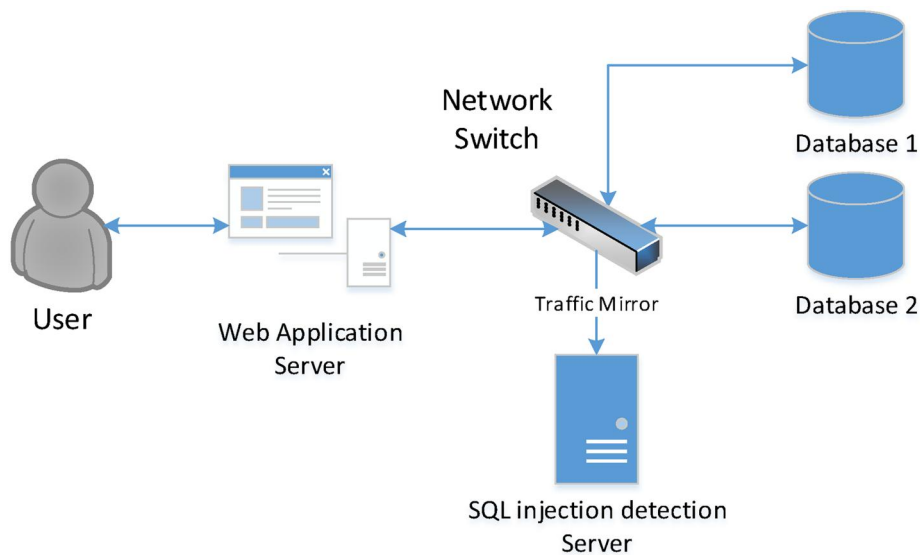 Network
Switch
Database 1
User
Web Application
Server
Traffic Mirror
Database 2
SQL injection detection
Server